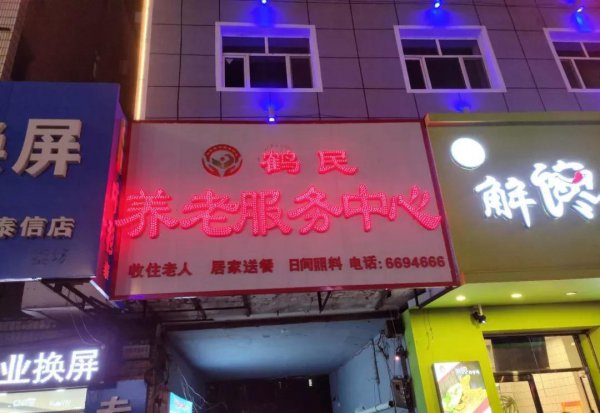 换屏
泰信店
业换屏
鹤民
养老服务中心
收住老人 居家送餐 日间照料 电话:6694666
解馋